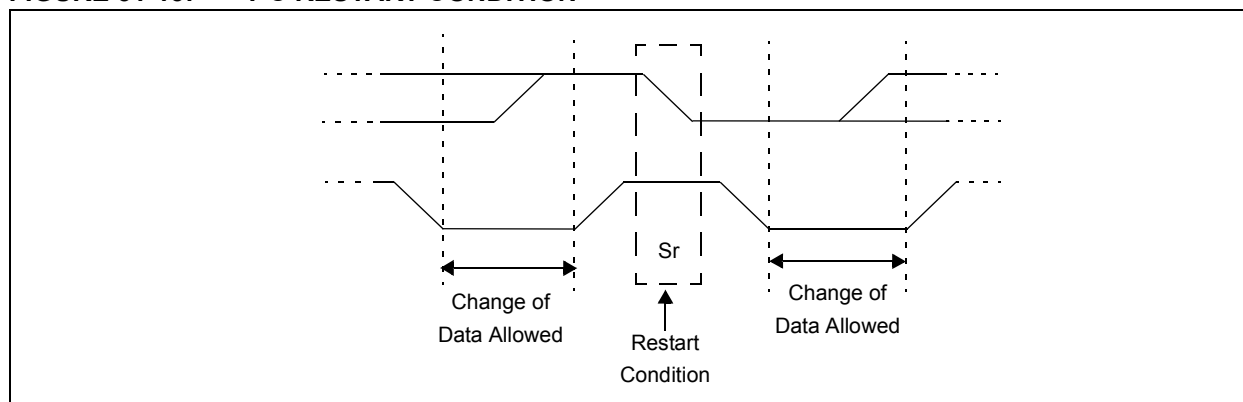 Sr
Change of
Data Allowed
Restart
Condition
Change of
Data Allowed